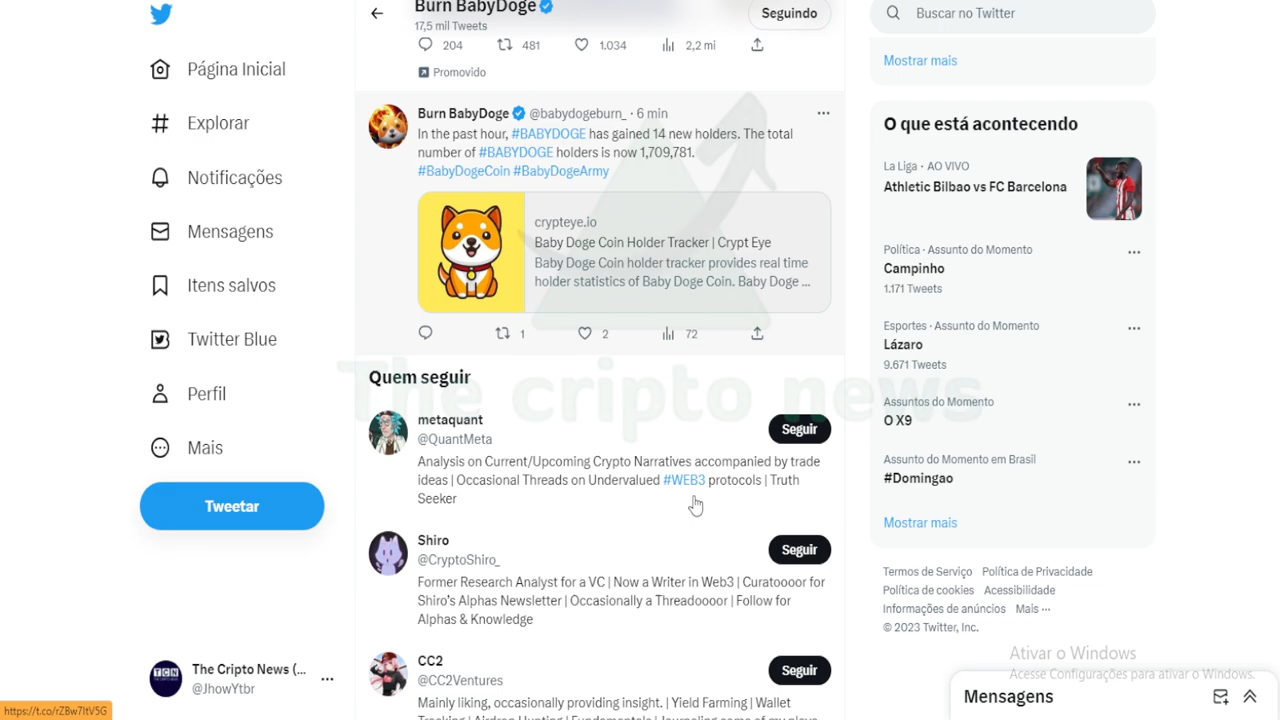 Página Inicial
Explorar
Notificações
Mensagens
Itens salvos
Twitter Blue
Perfil
Mais
Tweetar
The Cripto News (...
@JhowYtbr
https://t.co/rZBw7ltV5G
Burn BabyDoge
17,5 mil Tweets
Seguindo
204 481 1.034 2,2 mi
Promovido
Burn BabyDoge @babydogeburn_ · 6 min
In the past hour, #BABYDOGE has gained 14 new holders. The total
number of #BABYDOGE holders is now 1,709,781.
#BabyDogeCoin #BabyDogeArmy
crypteye.io
Baby Doge Coin Holder Tracker | Crypt Eye
Baby Doge Coin holder tracker provides real time
holder statistics of Baby Doge Coin. Baby Doge ...
1 2 72
The cripto news
Quem seguir
metaquant
@QuantMeta
Seguir
Analysis on Current/Upcoming Crypto Narratives accompanied by trade
ideas | Occasional Threads on Undervalued #WEB3 protocols | Truth
Seeker
Shiro
@CryptoShiro_
Seguir
Former Research Analyst for a VC | Now a Writer in Web3 | Curatoooor for
Shiro's Alphas Newsletter | Occasionally a Threadoooor | Follow for
Alphas & Knowledge
CC2
@CC2Ventures
Seguir
Mainly liking, occasionally providing insight. | Yield Farming | Wallet
Buscar no Twitter
Mostrar mais
O que está acontecendo
La Liga · AO VIVO
Athletic Bilbao vs FC Barcelona
Política · Assunto do Momento
Campinho
1.171 Tweets
Esportes · Assunto do Momento
Lázaro
9.671 Tweets
Assuntos do Momento
O X9
Assunto do Momento em Brasil
#Domingao
Mostrar mais
Termos de Serviço Política de Privacidade
Política de cookies Acessibilidade
Informações de anúncios Mais ···
© 2023 Twitter, Inc.
Ativar o Windows
Acesse Configurações para ativar o Windows.
Mensagens
TCN